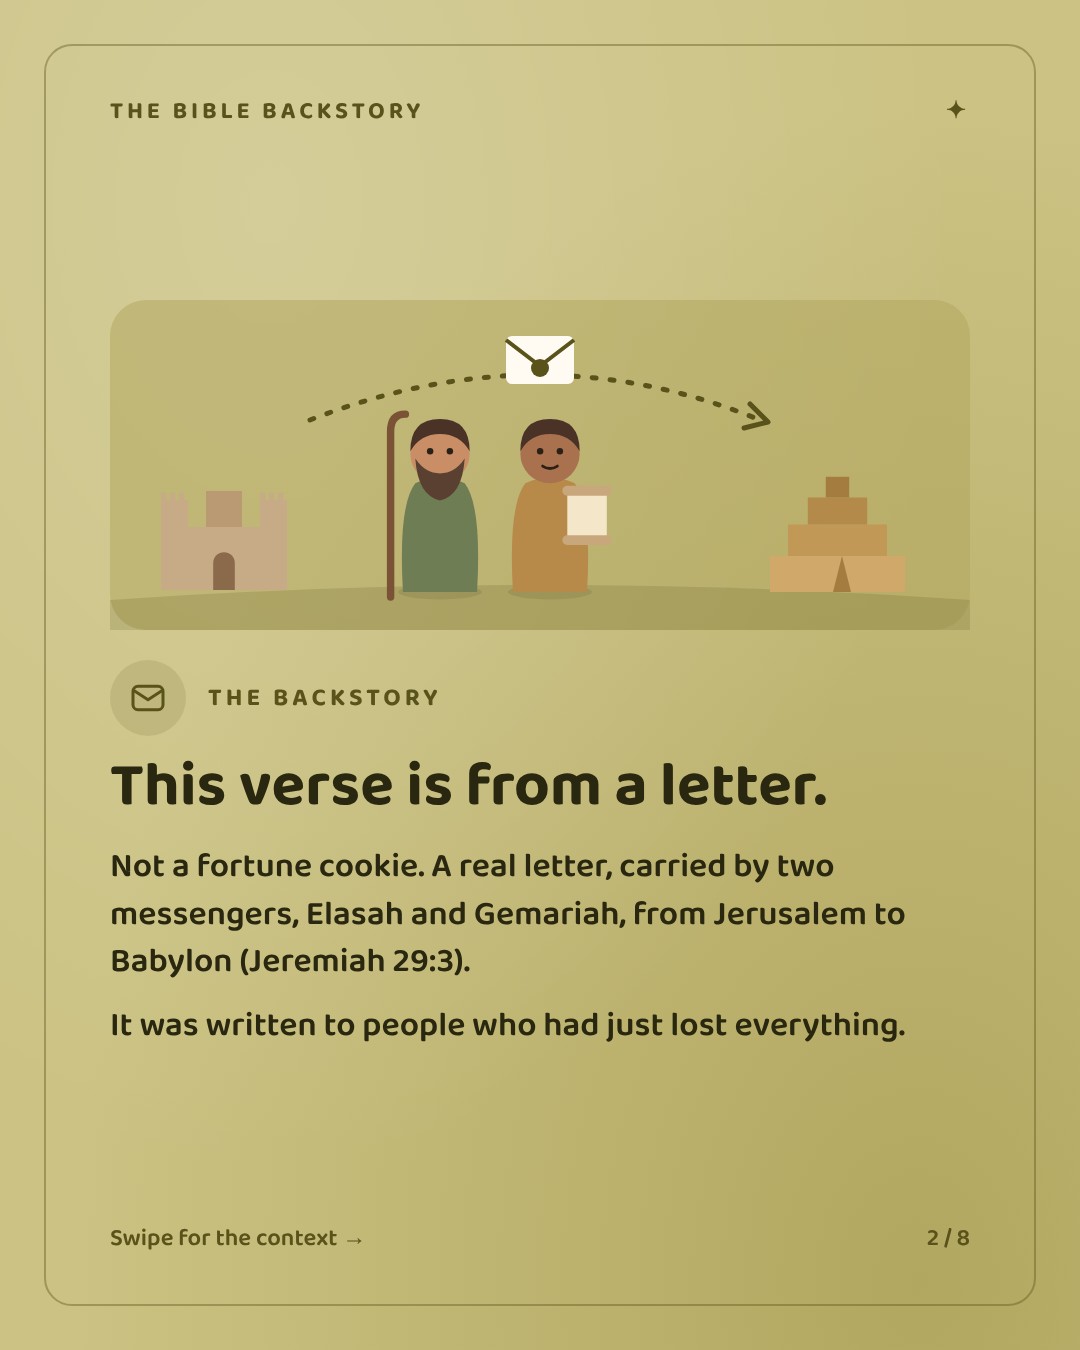 THE BIBLE BACKSTORY ✦
THE BACKSTORY
This verse is from a letter.
Not a fortune cookie. A real letter, carried by two
messengers, Elasah and Gemariah, from Jerusalem to
Babylon (Jeremiah 29:3).
It was written to people who had just lost everything.
Swipe for the context →
2 / 8